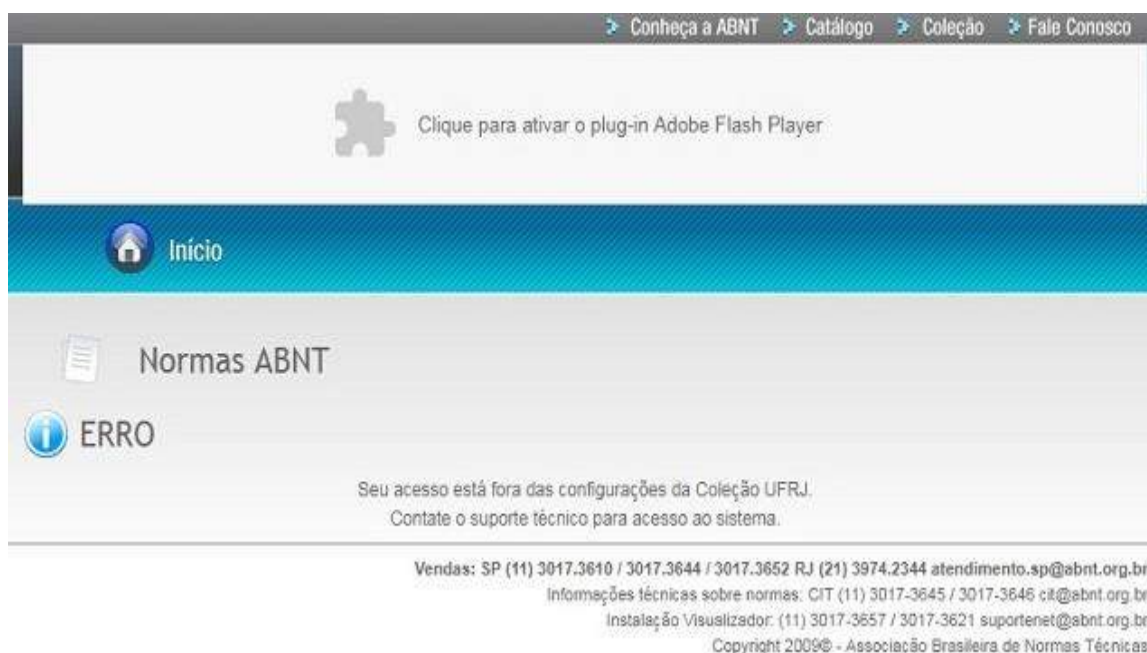 Conheça a ABNT Catálogo Coleção Fale Conosco
Clique para ativar o plug-in Adobe Flash Player
Início
Normas ABNT
ERRO
Seu acesso está fora das configurações da Coleção UFRJ.
Contate o suporte técnico para acesso ao sistema.
Vendas: SP (11) 3017.3610 / 3017.3644 / 3017.3652 RJ (21) 3974.2344 atendimento.sp@abnt.org.br
Informações técnicas sobre normas: CIT (11) 3017-3645 / 3017-3646 cit@abnt.org.br
Instalação Visualizador: (11) 3017-3657 / 3017-3621 suportenet@abnt.org.br
Copyright 2009© - Associação Brasileira de Normas Técnicas